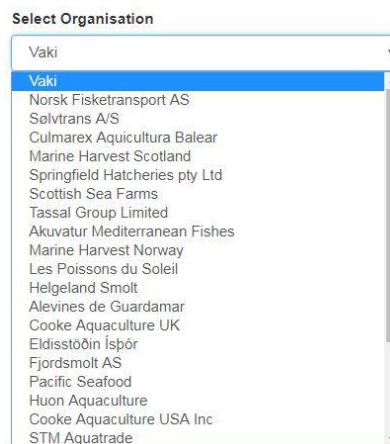 Select Organisation
Vaki
Vaki
Norsk Fisketransport AS
Sølvtrans A/S
Culmarex Aquicultura Balear
Marine Harvest Scotland
Springfield Hatcheries pty Ltd
Scottish Sea Farms
Tassal Group Limited
Akuvatur Mediterranean Fishes
Marine Harvest Norway
Les Poissons du Soleil
Helgeland Smolt
Alevines de Guardamar
Cooke Aquaculture UK
Eldisstöðin Ísþór
Fjordsmolt AS
Pacific Seafood
Huon Aquaculture
Cooke Aquaculture USA Inc
STM Aquatrade